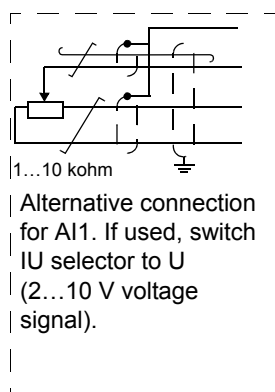 1…10 kohm
Alternative connection
for AI1. If used, switch
IU selector to U
(2…10 V voltage
signal).